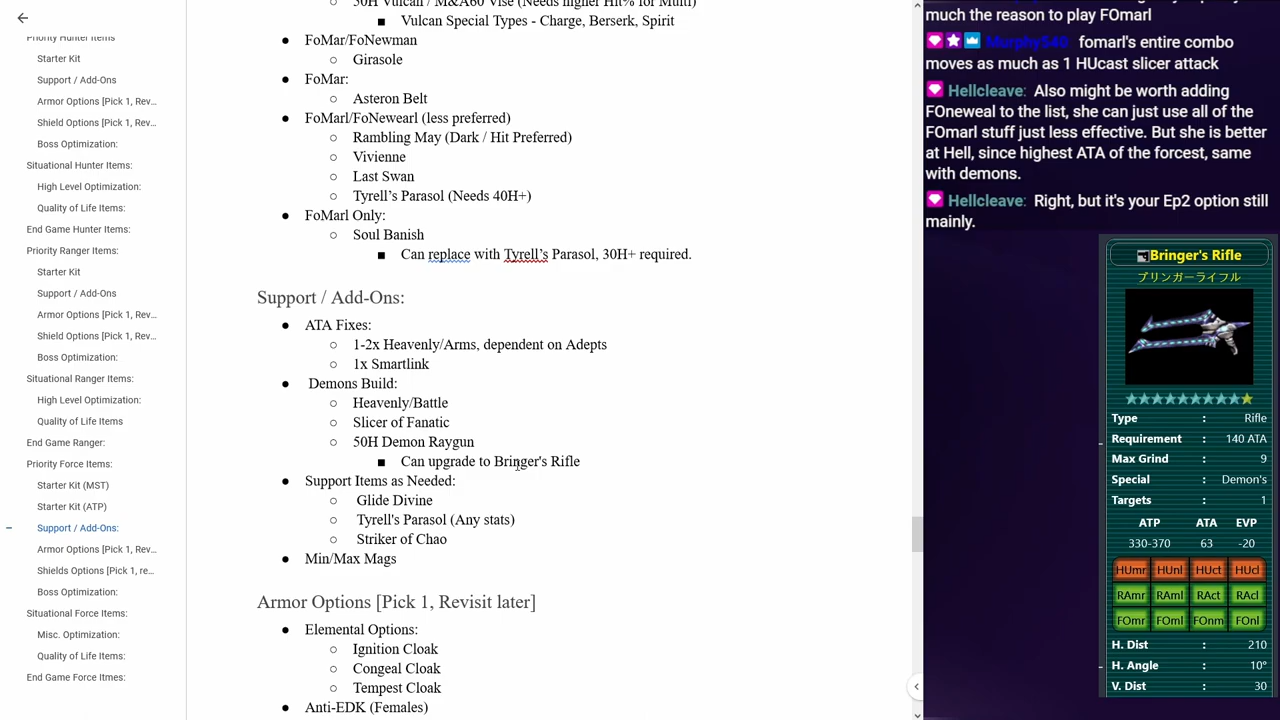 Priority Hunter Items
Starter Kit
Support / Add-Ons
Armor Options [Pick 1, Rev...
Shield Options [Pick 1, Rev...
Boss Optimization:
Situational Hunter Items:
High Level Optimization:
Quality of Life Items:
End Game Hunter Items:
Priority Ranger Items:
Starter Kit
Support / Add-Ons
Armor Options [Pick 1, Rev...
Shield Options [Pick 1, Rev...
Boss Optimization:
Situational Ranger Items:
High Level Optimization:
Quality of Life Items
End Game Ranger:
Priority Force Items:
Starter Kit (MST)
Starter Kit (ATP)
Support / Add-Ons:
Armor Options [Pick 1, Rev...
Shields Options [Pick 1, re...
Boss Optimization:
Situational Force Items:
Misc. Optimization:
Quality of Life Items:
End Game Force Itmes:
50H Vulcan / M&A60 Vise (Needs higher Hit% for Multi)
Vulcan Special Types - Charge, Berserk, Spirit
FoMar/FoNewman
Girasole
FoMar:
Asteron Belt
FoMarl/FoNewearl (less preferred)
Rambling May (Dark / Hit Preferred)
Vivienne
Last Swan
Tyrell's Parasol (Needs 40H+)
FoMarl Only:
Soul Banish
Can replace with Tyrell's Parasol, 30H+ required.
Support / Add-Ons:
ATA Fixes:
1-2x Heavenly/Arms, dependent on Adepts
1x Smartlink
Demons Build:
Heavenly/Battle
Slicer of Fanatic
50H Demon Raygun
Can upgrade to Bringer's Rifle
Support Items as Needed:
Glide Divine
Tyrell's Parasol (Any stats)
Striker of Chao
Min/Max Mags
Armor Options [Pick 1, Revisit later]
Elemental Options:
Ignition Cloak
Congeal Cloak
Tempest Cloak
Anti-EDK (Females)
much the reason to play FOmarl
MurphyS40 fomarl's entire combo
moves as much as 1 HUcast slicer attack
Hellcleave: Also might be worth adding
FOneweal to the list, she can just use all of the
FOmarl stuff just less effective. But she is better
at Hell, since highest ATA of the forcest, same
with demons.
Hellcleave: Right, but it's your Ep2 option still
mainly.
Bringer's Rifle
ブリンガーライフル
Type : Rifle
Requirement : 140 ATA
Max Grind : 9
Special : Demon's
Targets : 1
ATP ATA EVP
330-370 63 -20
HUmr HUnl HUct HUcl
RAmr RAml RAct RAcl
FOmr FOml FOnm FOnl
H. Dist : 210
H. Angle : 10°
V. Dist : 30